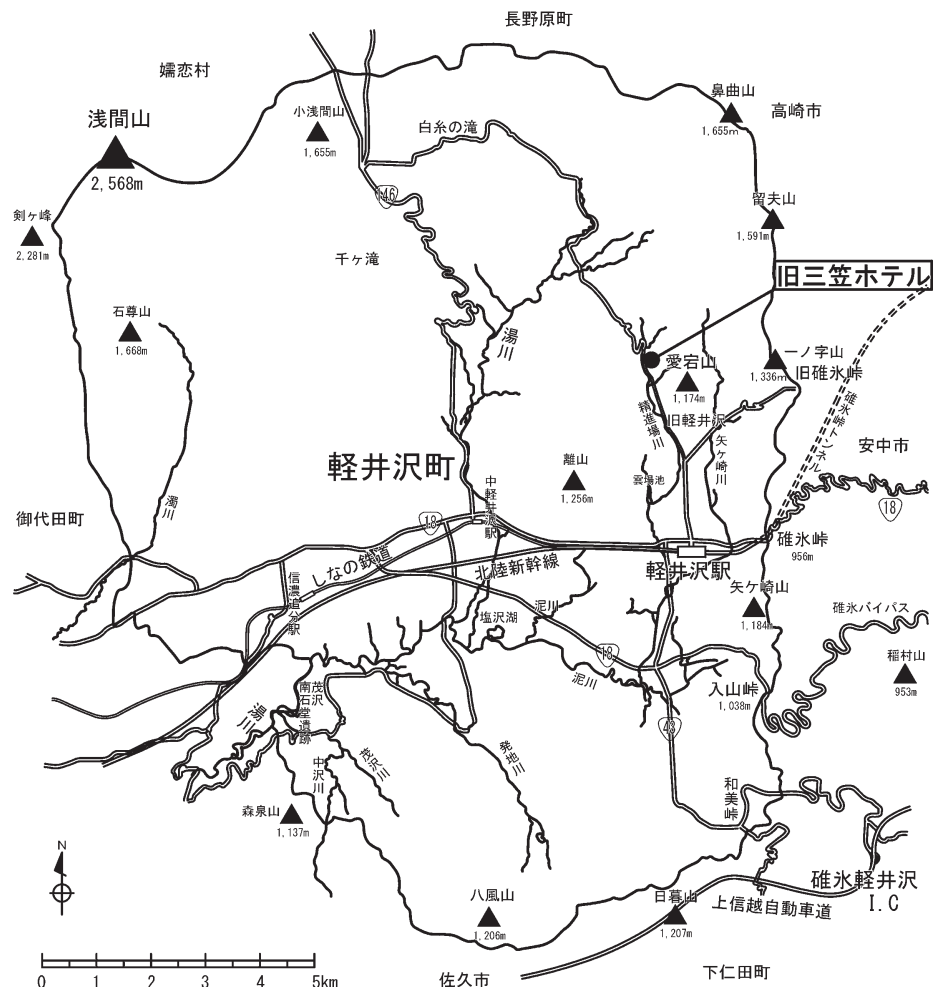 長野原町
嬬恋村
鼻曲山
1,655m
高崎市
浅間山
2,568m
小浅間山
1,655m
白糸の滝
146
留夫山
1,591m
剣ヶ峰
2,281m
千ヶ滝
旧三笠ホテル
石尊山
1,668m
湯川
愛宕山
1,174m
一ノ字山
1,336m
旧碓氷峠
碓氷峠トンネル
精進場川
旧軽井沢
矢ヶ崎川
安中市
軽井沢町
離山
1,256m
雲場池
濁川
中軽井沢駅
18
18
御代田町
碓氷峠
956m
しなの鉄道
北陸新幹線
軽井沢駅
信濃追分駅
矢ケ崎山
1,184m
碓氷バイパス
塩沢湖
泥川
18
泥川
稲村山
953m
入山峠
1,038m
茂沢
南石堂遺跡
湯川
43
発地川
茂沢川
中沢川
和美峠
森泉山
1,137m
N
碓氷軽井沢
I.C
八風山
1,206m
日暮山
1,207m
上信越自動車道
佐久市
下仁田町
0 1 2 3 4 5km